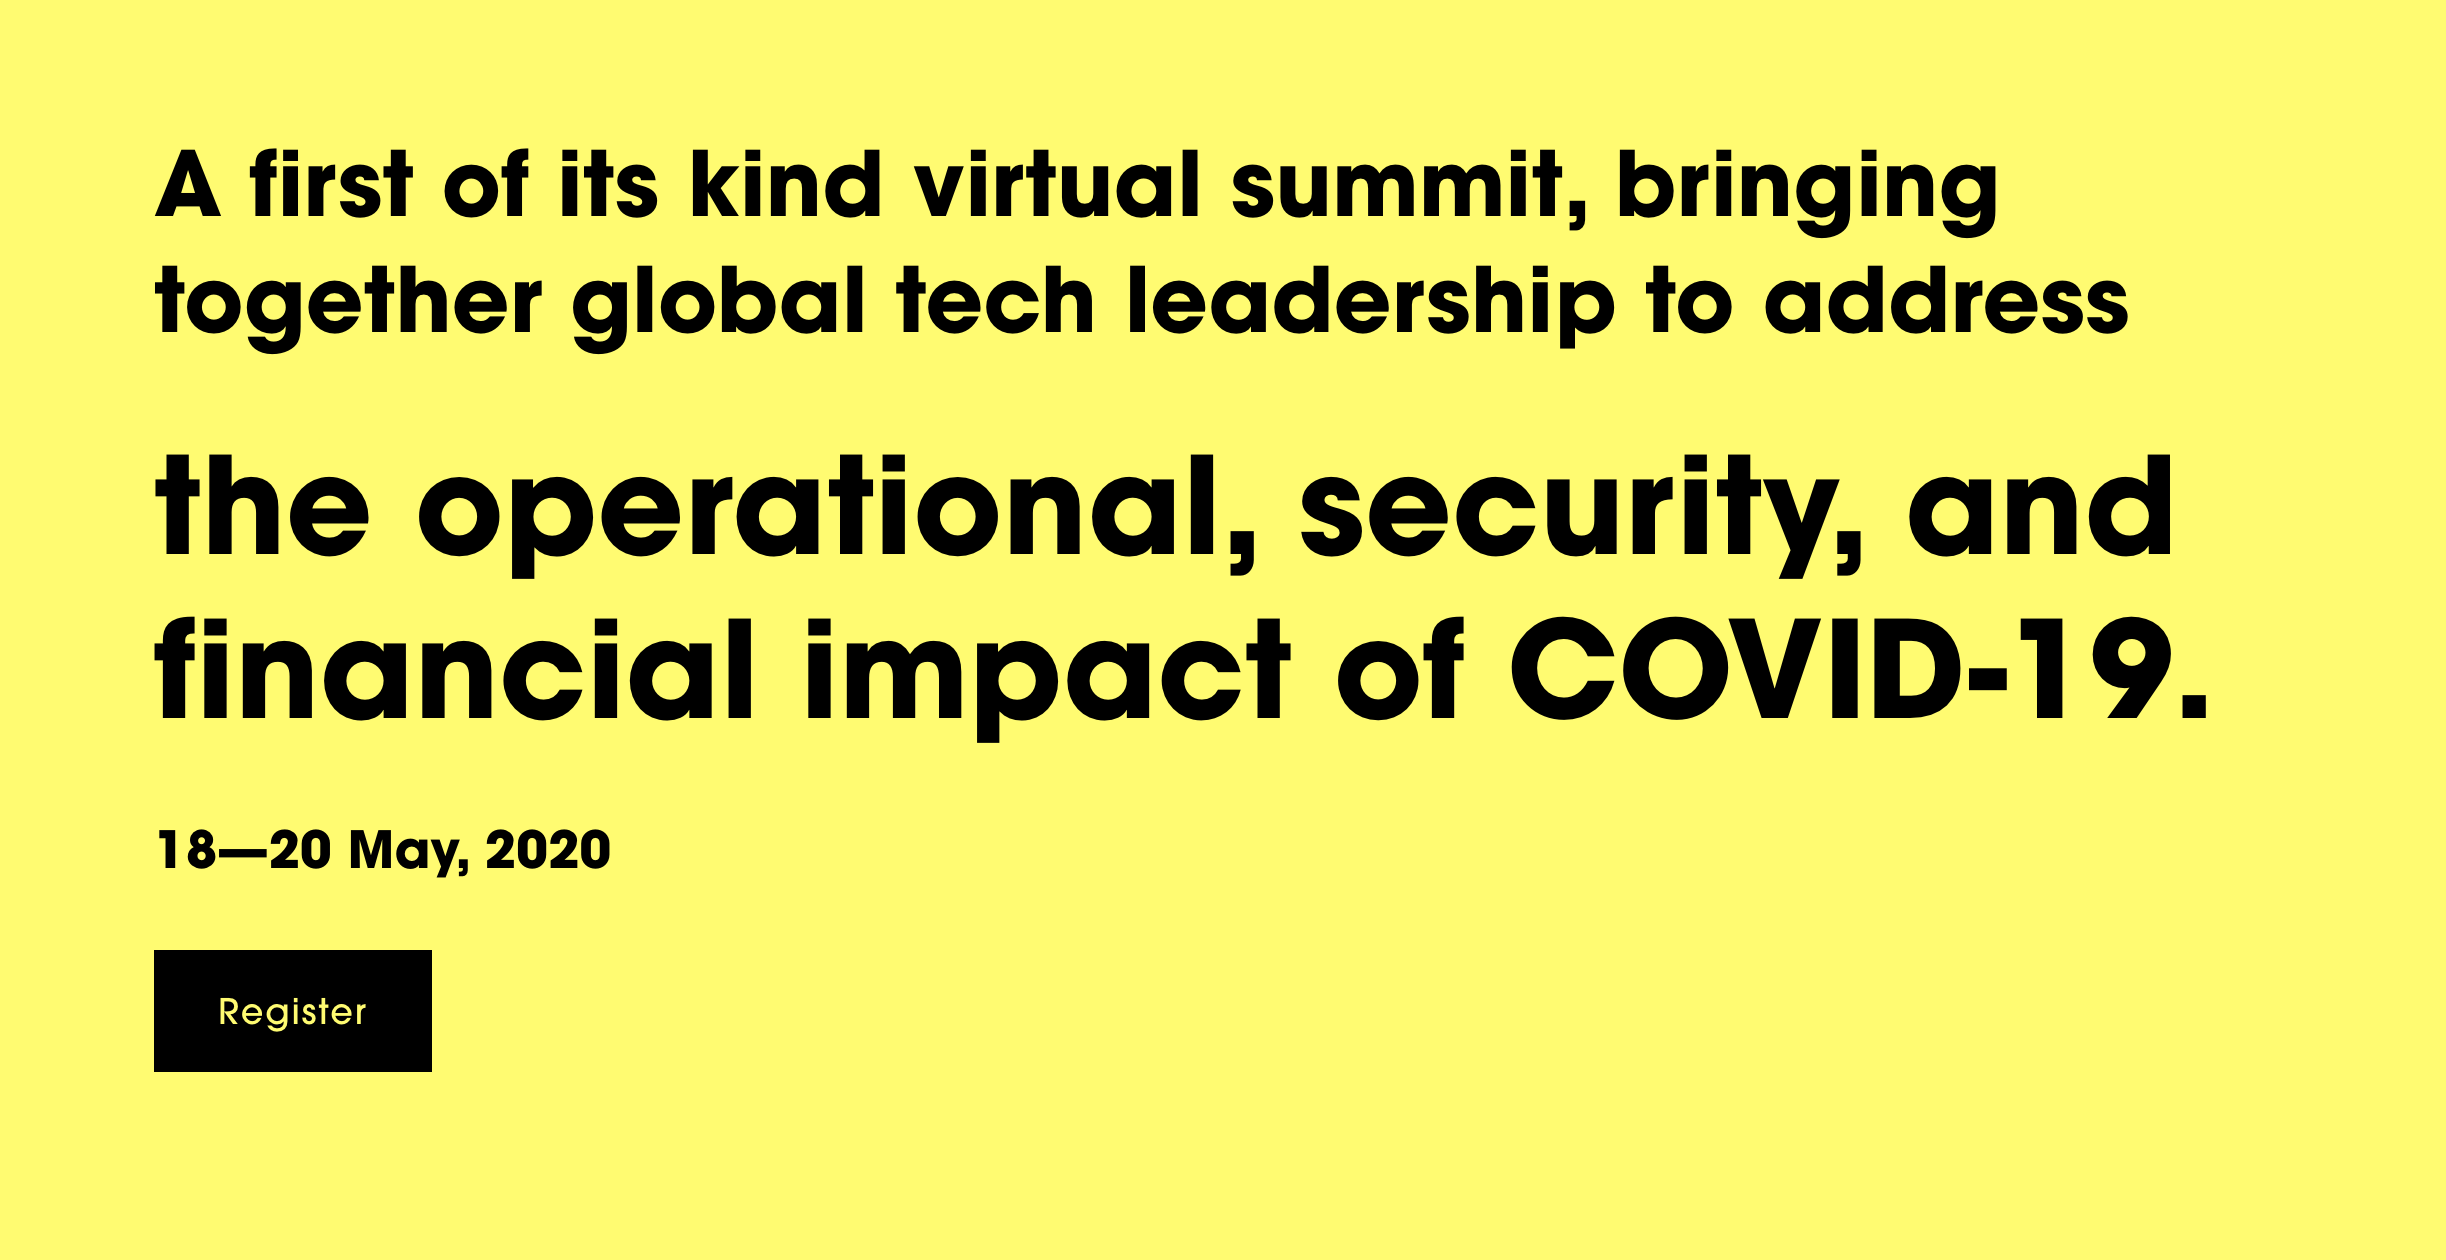 A first of its kind virtual summit, bringing
together global tech leadership to address
the operational, security, and
financial impact of COVID-19.
18—20 May, 2020
Register